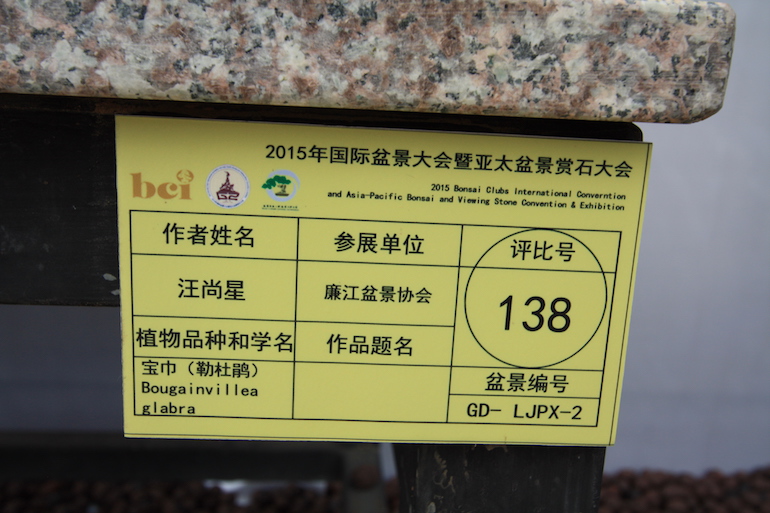 2015年国际盆景大会暨亚太盆景赏石大会
bci
2015 Bonsai Clubs International Converntion
and Asia-Pacific Bonsai and Viewing Stone Convention & Exhibition
作者姓名
参展单位
评比号
汪尚星
廉江盆景协会
138
植物品种和学名
作品题名
宝巾（勒杜鹃）
Bougainvillea
glabra
盆景编号
GD- LJPX-2